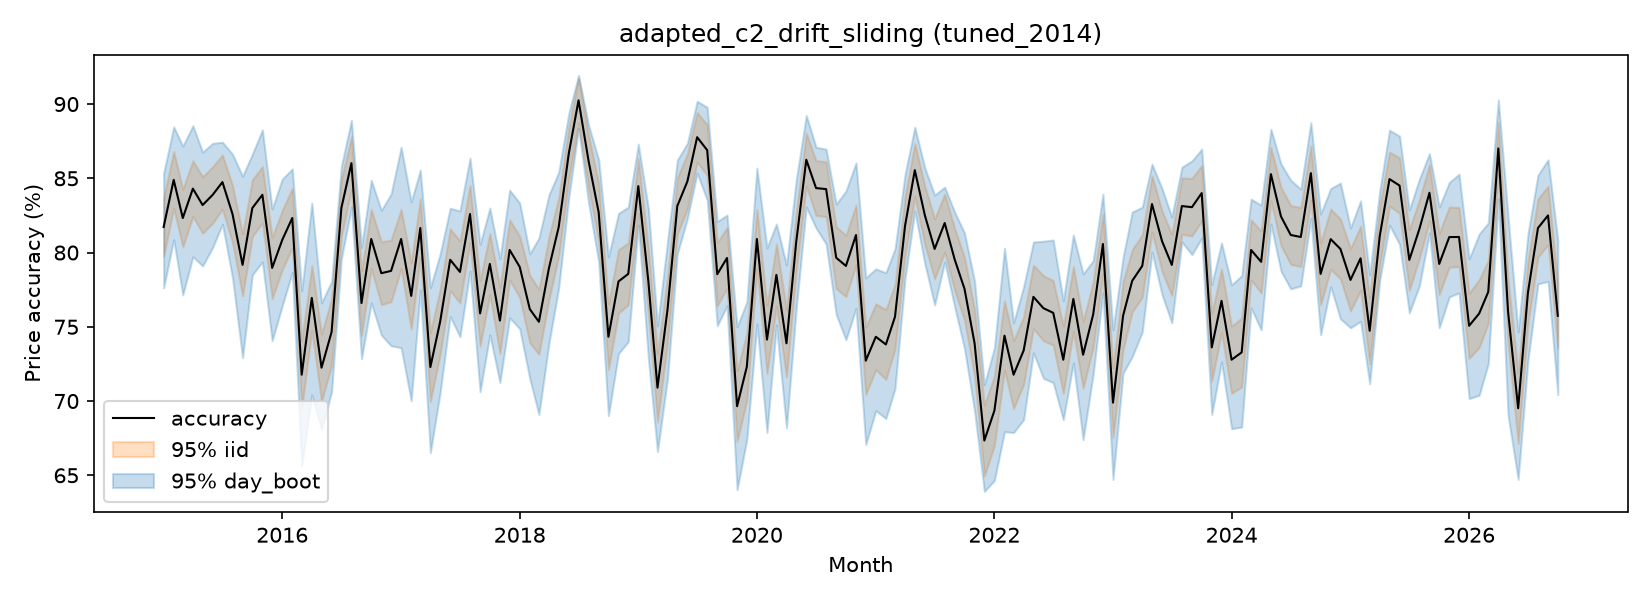 adapted_c2_drift_sliding (tuned_2014)
Price accuracy (%)
90
85
80
75
70
65
accuracy
95% iid
95% day_boot
2016 2018 2020 2022 2024 2026
Month